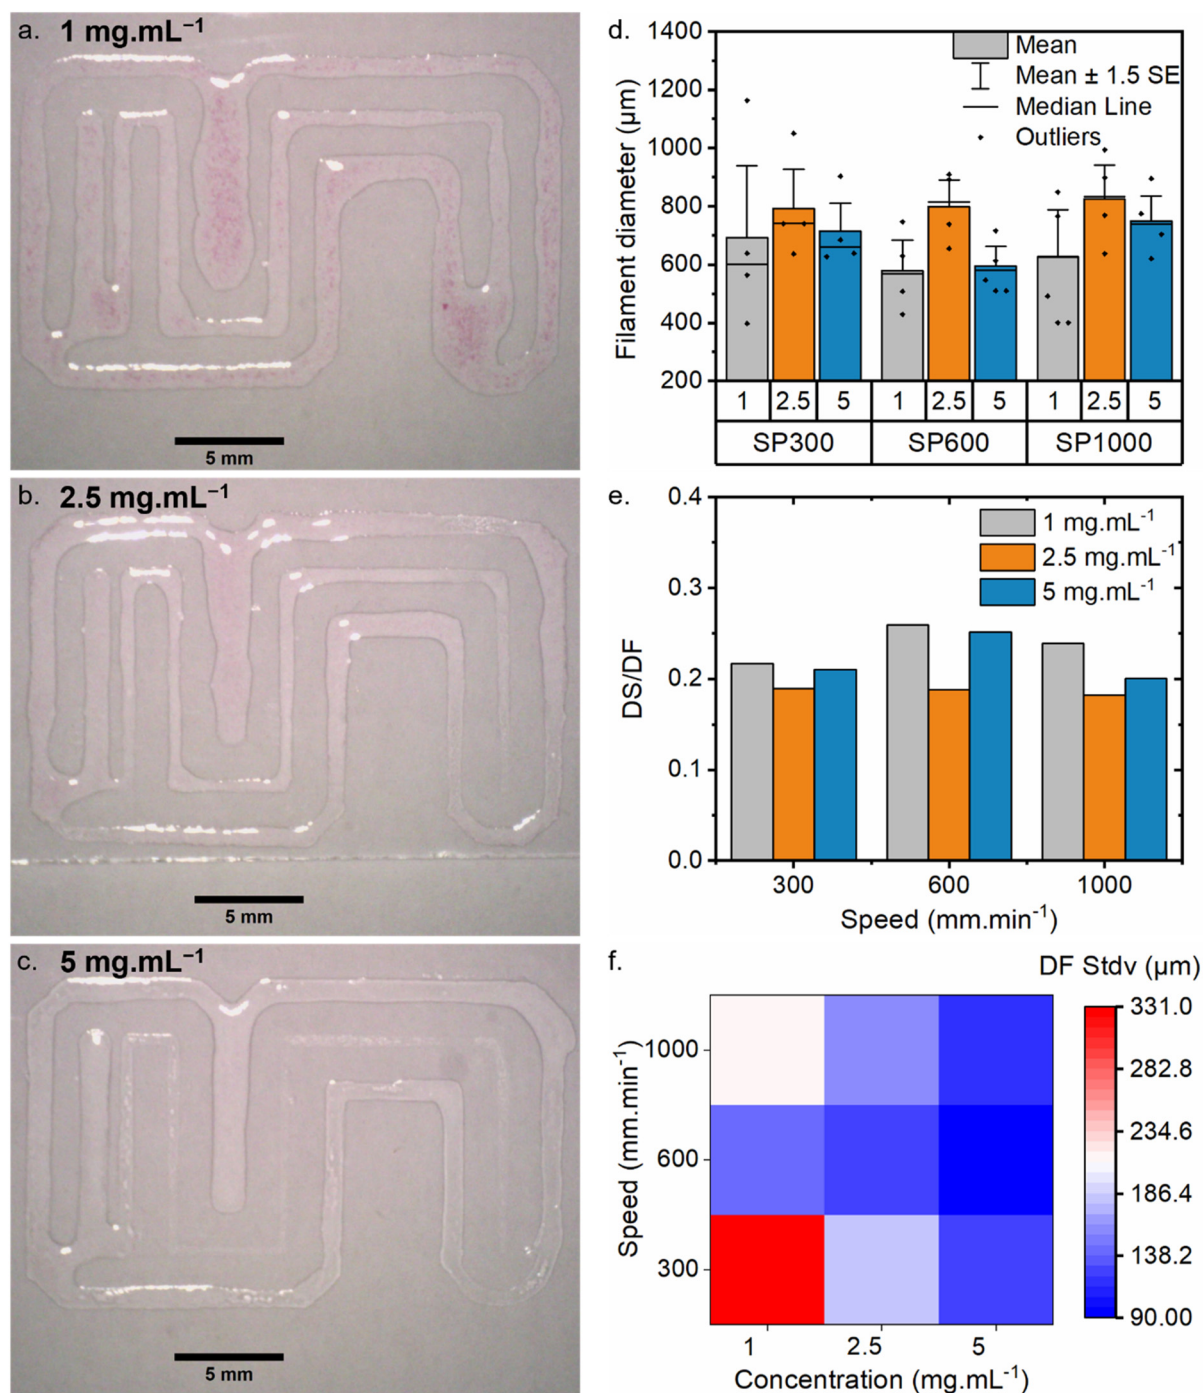 a. 1 mg.mL⁻¹
5 mm
b. 2.5 mg.mL⁻¹
5 mm
c. 5 mg.mL⁻¹
5 mm
d.
Filament diameter (µm)
1400
1200
1000
800
600
400
200
Mean
Mean ± 1.5 SE
Median Line
Outliers
1 2.5 5 1 2.5 5 1 2.5 5
SP300 SP600 SP1000
e.
DS/DF
0.4
0.3
0.2
0.1
0.0
1 mg.mL⁻¹
2.5 mg.mL⁻¹
5 mg.mL⁻¹
300 600 1000
Speed (mm.min⁻¹)
f.
DF Stdv (µm)
Speed (mm.min⁻¹)
1000
600
300
331.0
282.8
234.6
186.4
138.2
90.00
1 2.5 5
Concentration (mg.mL⁻¹)